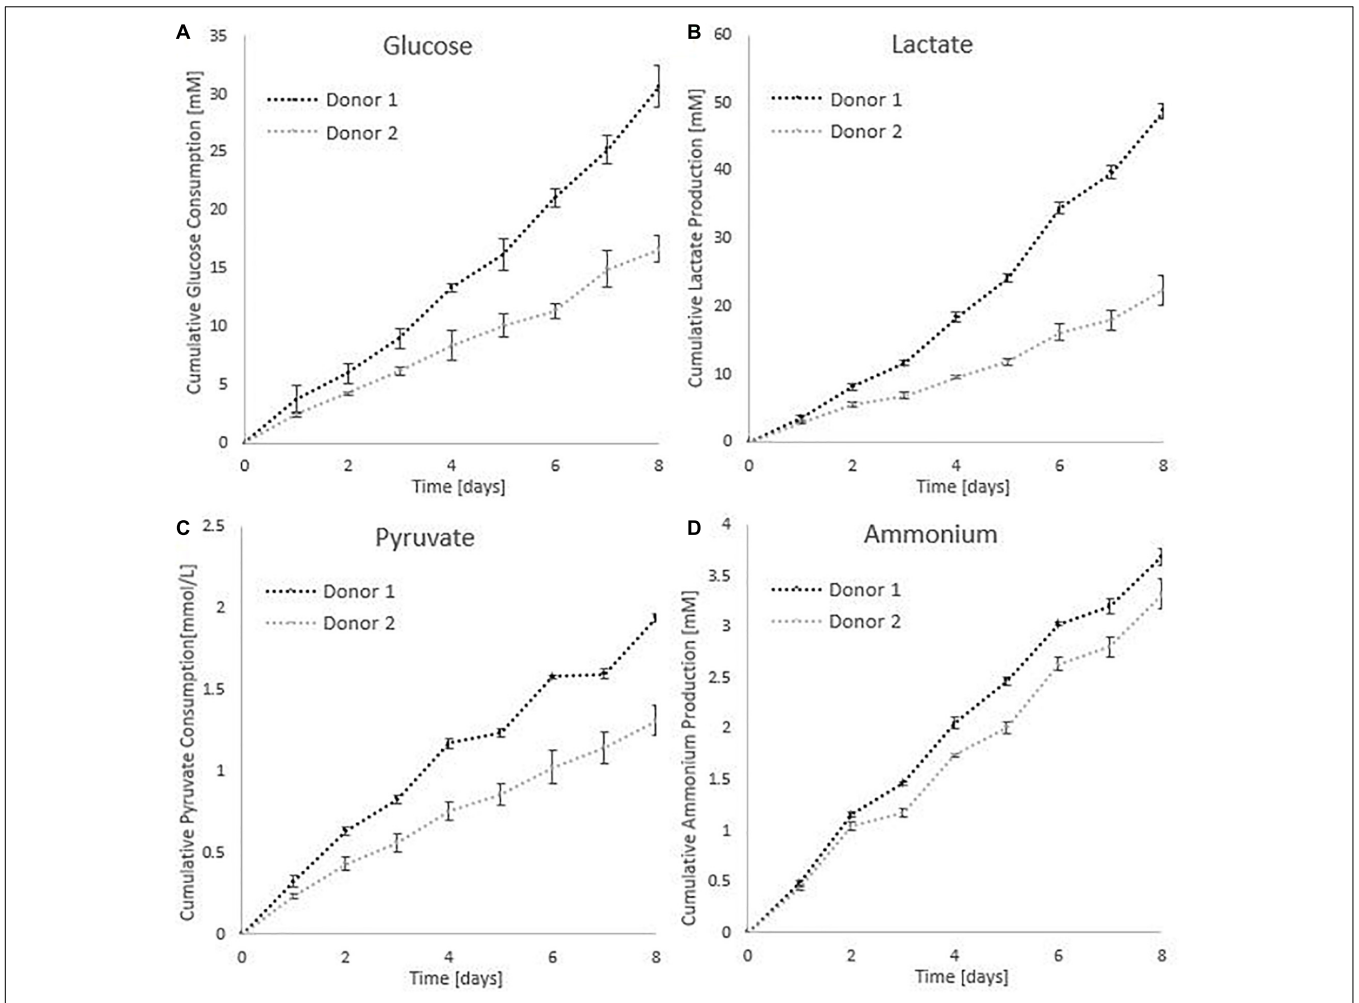 A
Glucose
Cumulative Glucose Consumption [mM]
35
30
25
20
15
10
5
0
Donor 1
Donor 2
0 2 4 6 8
Time [days]
B
Lactate
Cumulative Lactate Production [mM]
60
50
40
30
20
10
0
Donor 1
Donor 2
0 2 4 6 8
Time [days]
C
Pyruvate
Cumulative Pyruvate Consumption[mmol/L]
2.5
2
1.5
1
0.5
0
Donor 1
Donor 2
0 2 4 6 8
Time [days]
D
Ammonium
Cumulative Ammonium Production [mM]
4
3.5
3
2.5
2
1.5
1
0.5
0
Donor 1
Donor 2
0 2 4 6 8
Time [days]